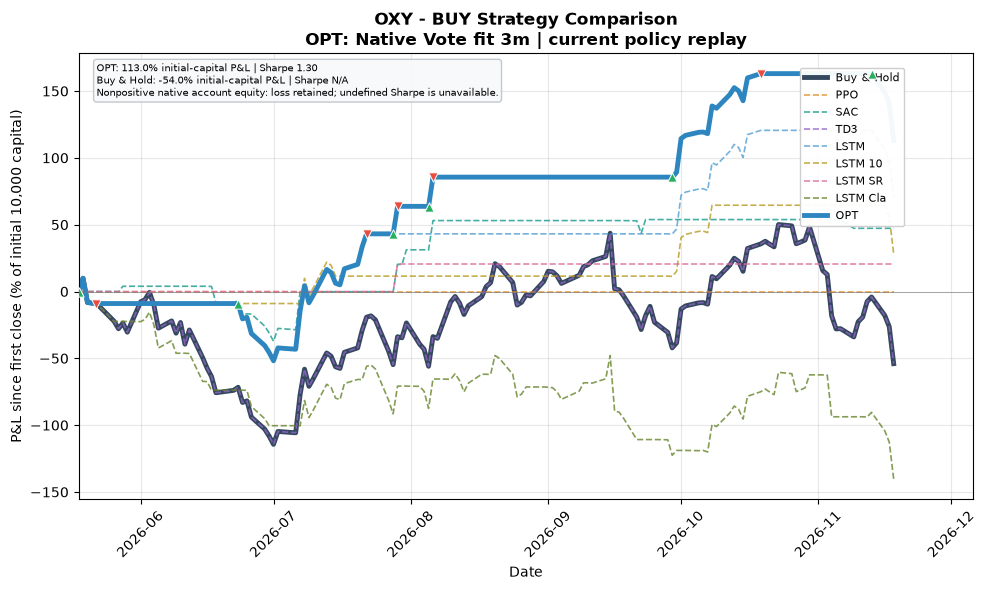 OXY - BUY Strategy Comparison
OPT: Native Vote fit 3m | current policy replay
OPT: 113.0% initial-capital P&L | Sharpe 1.30
Buy & Hold: -54.0% initial-capital P&L | Sharpe N/A
Nonpositive native account equity: loss retained; undefined Sharpe is unavailable.
Buy & Hold
PPO
SAC
TD3
LSTM
LSTM 10
LSTM SR
LSTM Cla
OPT
P&L since first close (% of initial 10,000 capital)
150
100
50
0
−50
−100
−150
2026-06
2026-07
2026-08
2026-09
2026-10
2026-11
2026-12
Date